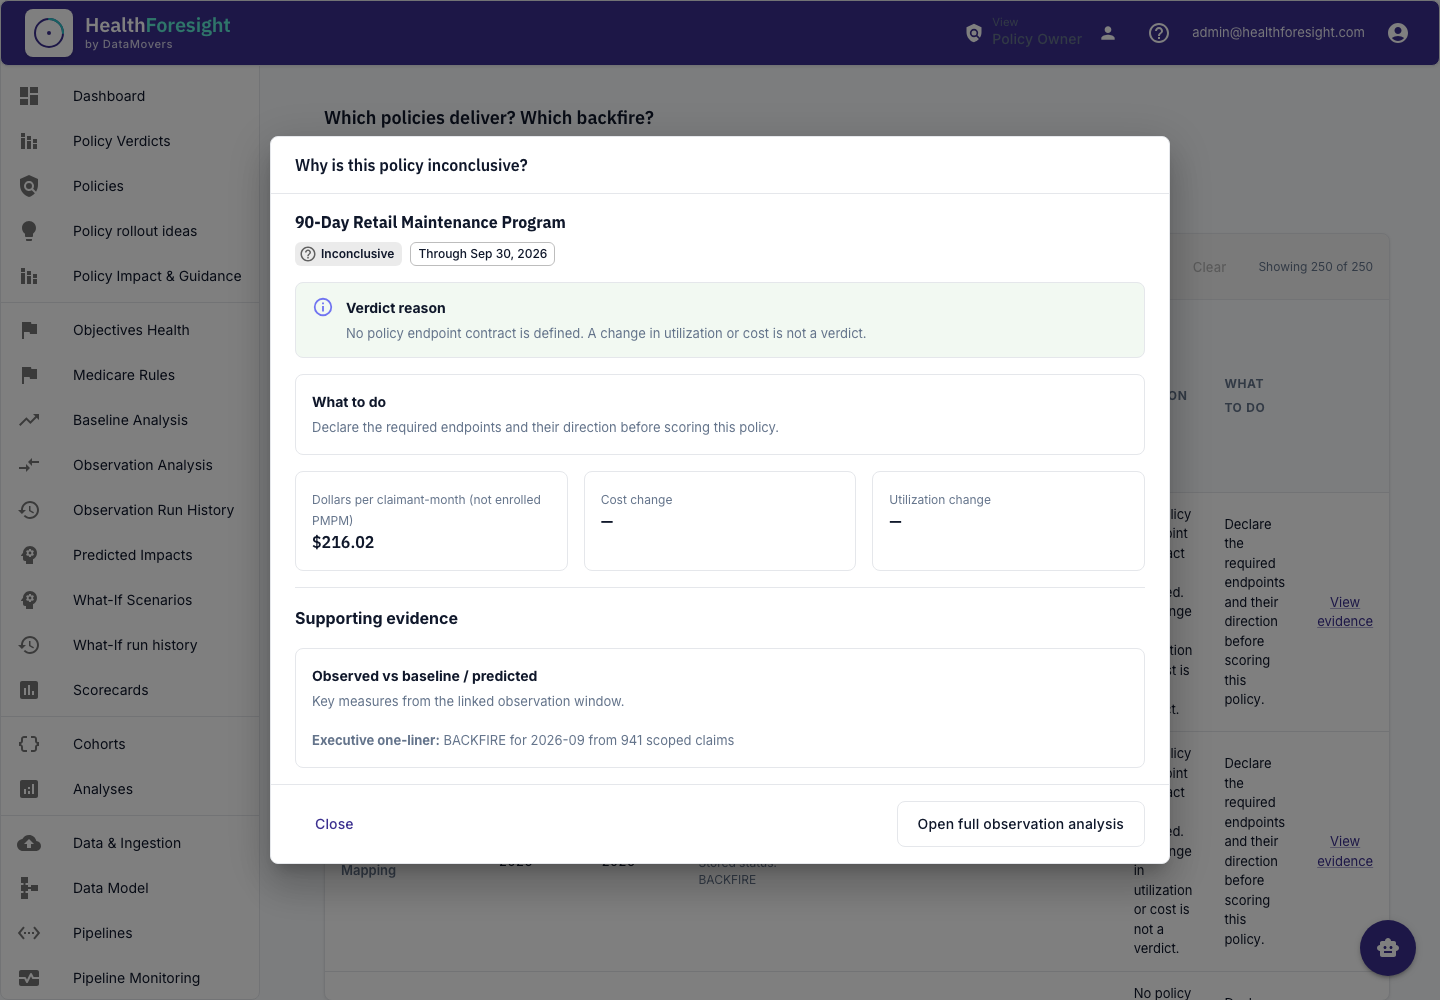 HealthForesight
by DataMovers
View
Policy Owner
admin@healthforesight.com
Dashboard
Policy Verdicts
Policies
Policy rollout ideas
Policy Impact & Guidance
Objectives Health
Medicare Rules
Baseline Analysis
Observation Analysis
Observation Run History
Predicted Impacts
What-If Scenarios
What-If run history
Scorecards
Cohorts
Analyses
Data & Ingestion
Data Model
Pipelines
Pipeline Monitoring
Which policies deliver? Which backfire?
Clear
Showing 250 of 250
Why is this policy inconclusive?
90-Day Retail Maintenance Program
Inconclusive
Through Sep 30, 2026
Verdict reason
No policy endpoint contract is defined. A change in utilization or cost is not a verdict.
What to do
Declare the required endpoints and their direction before scoring this policy.
Dollars per claimant-month (not enrolled
PMPM)
$216.02
Cost change
—
Utilization change
—
Supporting evidence
Observed vs baseline / predicted
Key measures from the linked observation window.
Executive one-liner: BACKFIRE for 2026-09 from 941 scoped claims
Close
Open full observation analysis
WHAT
TO DO
Declare
the
required
endpoints
and their
direction
before
scoring
this
policy.
View
evidence
Declare
the
required
endpoints
and their
direction
before
scoring
this
policy.
View
evidence
Mapping
BACKFIRE
in
utilization
or cost is
not a
verdict.
No policy